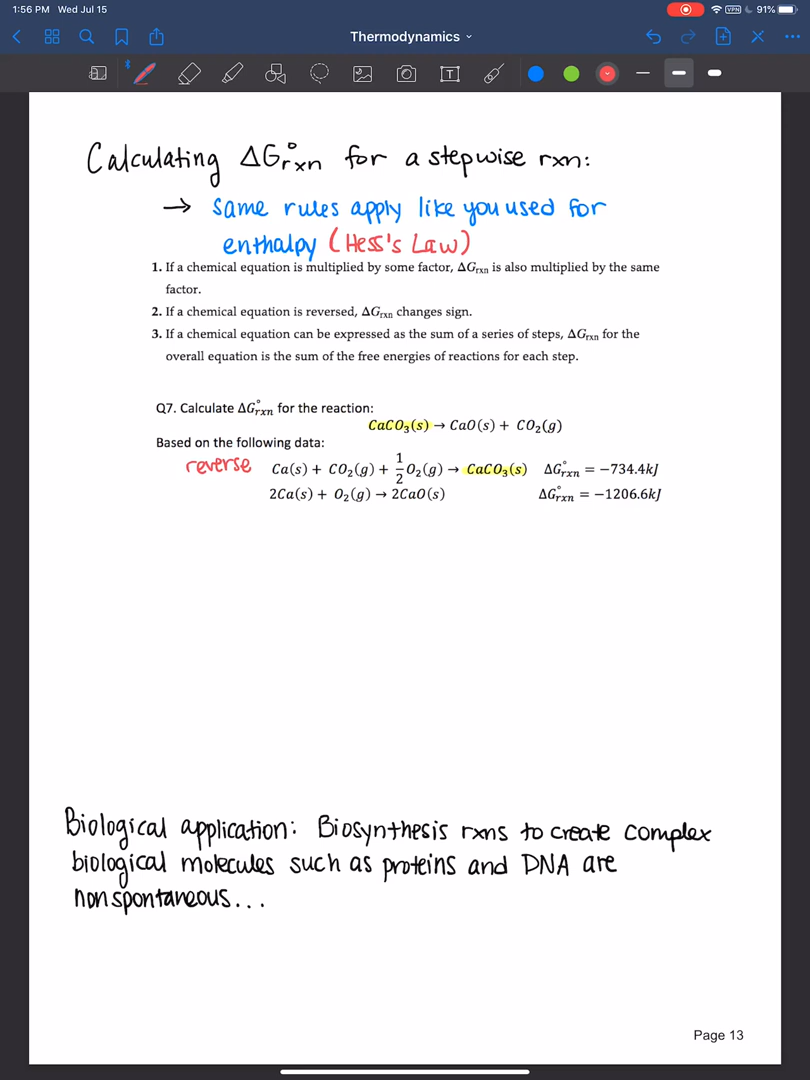 1:56 PM Wed Jul 15
VPN 91%
Thermodynamics
T
Calculating ΔG°rxn for a stepwise rxn:
→ Same rules apply like you used for
enthalpy (Hess's Law)
1. If a chemical equation is multiplied by some factor, ΔGrxn is also multiplied by the same
factor.
2. If a chemical equation is reversed, ΔGrxn changes sign.
3. If a chemical equation can be expressed as the sum of a series of steps, ΔGrxn for the
overall equation is the sum of the free energies of reactions for each step.
Q7. Calculate ΔG°rxn for the reaction:
CaCO₃(s) → CaO(s) + CO₂(g)
Based on the following data:
reverse Ca(s) + CO₂(g) + 1/2 O₂(g) → CaCO₃(s) ΔG°rxn = −734.4kJ
2Ca(s) + O₂(g) → 2CaO(s) ΔG°rxn = −1206.6kJ
Biological application: Biosynthesis rxns to create complex
biological molecules such as proteins and DNA are
nonspontaneous...
Page 13